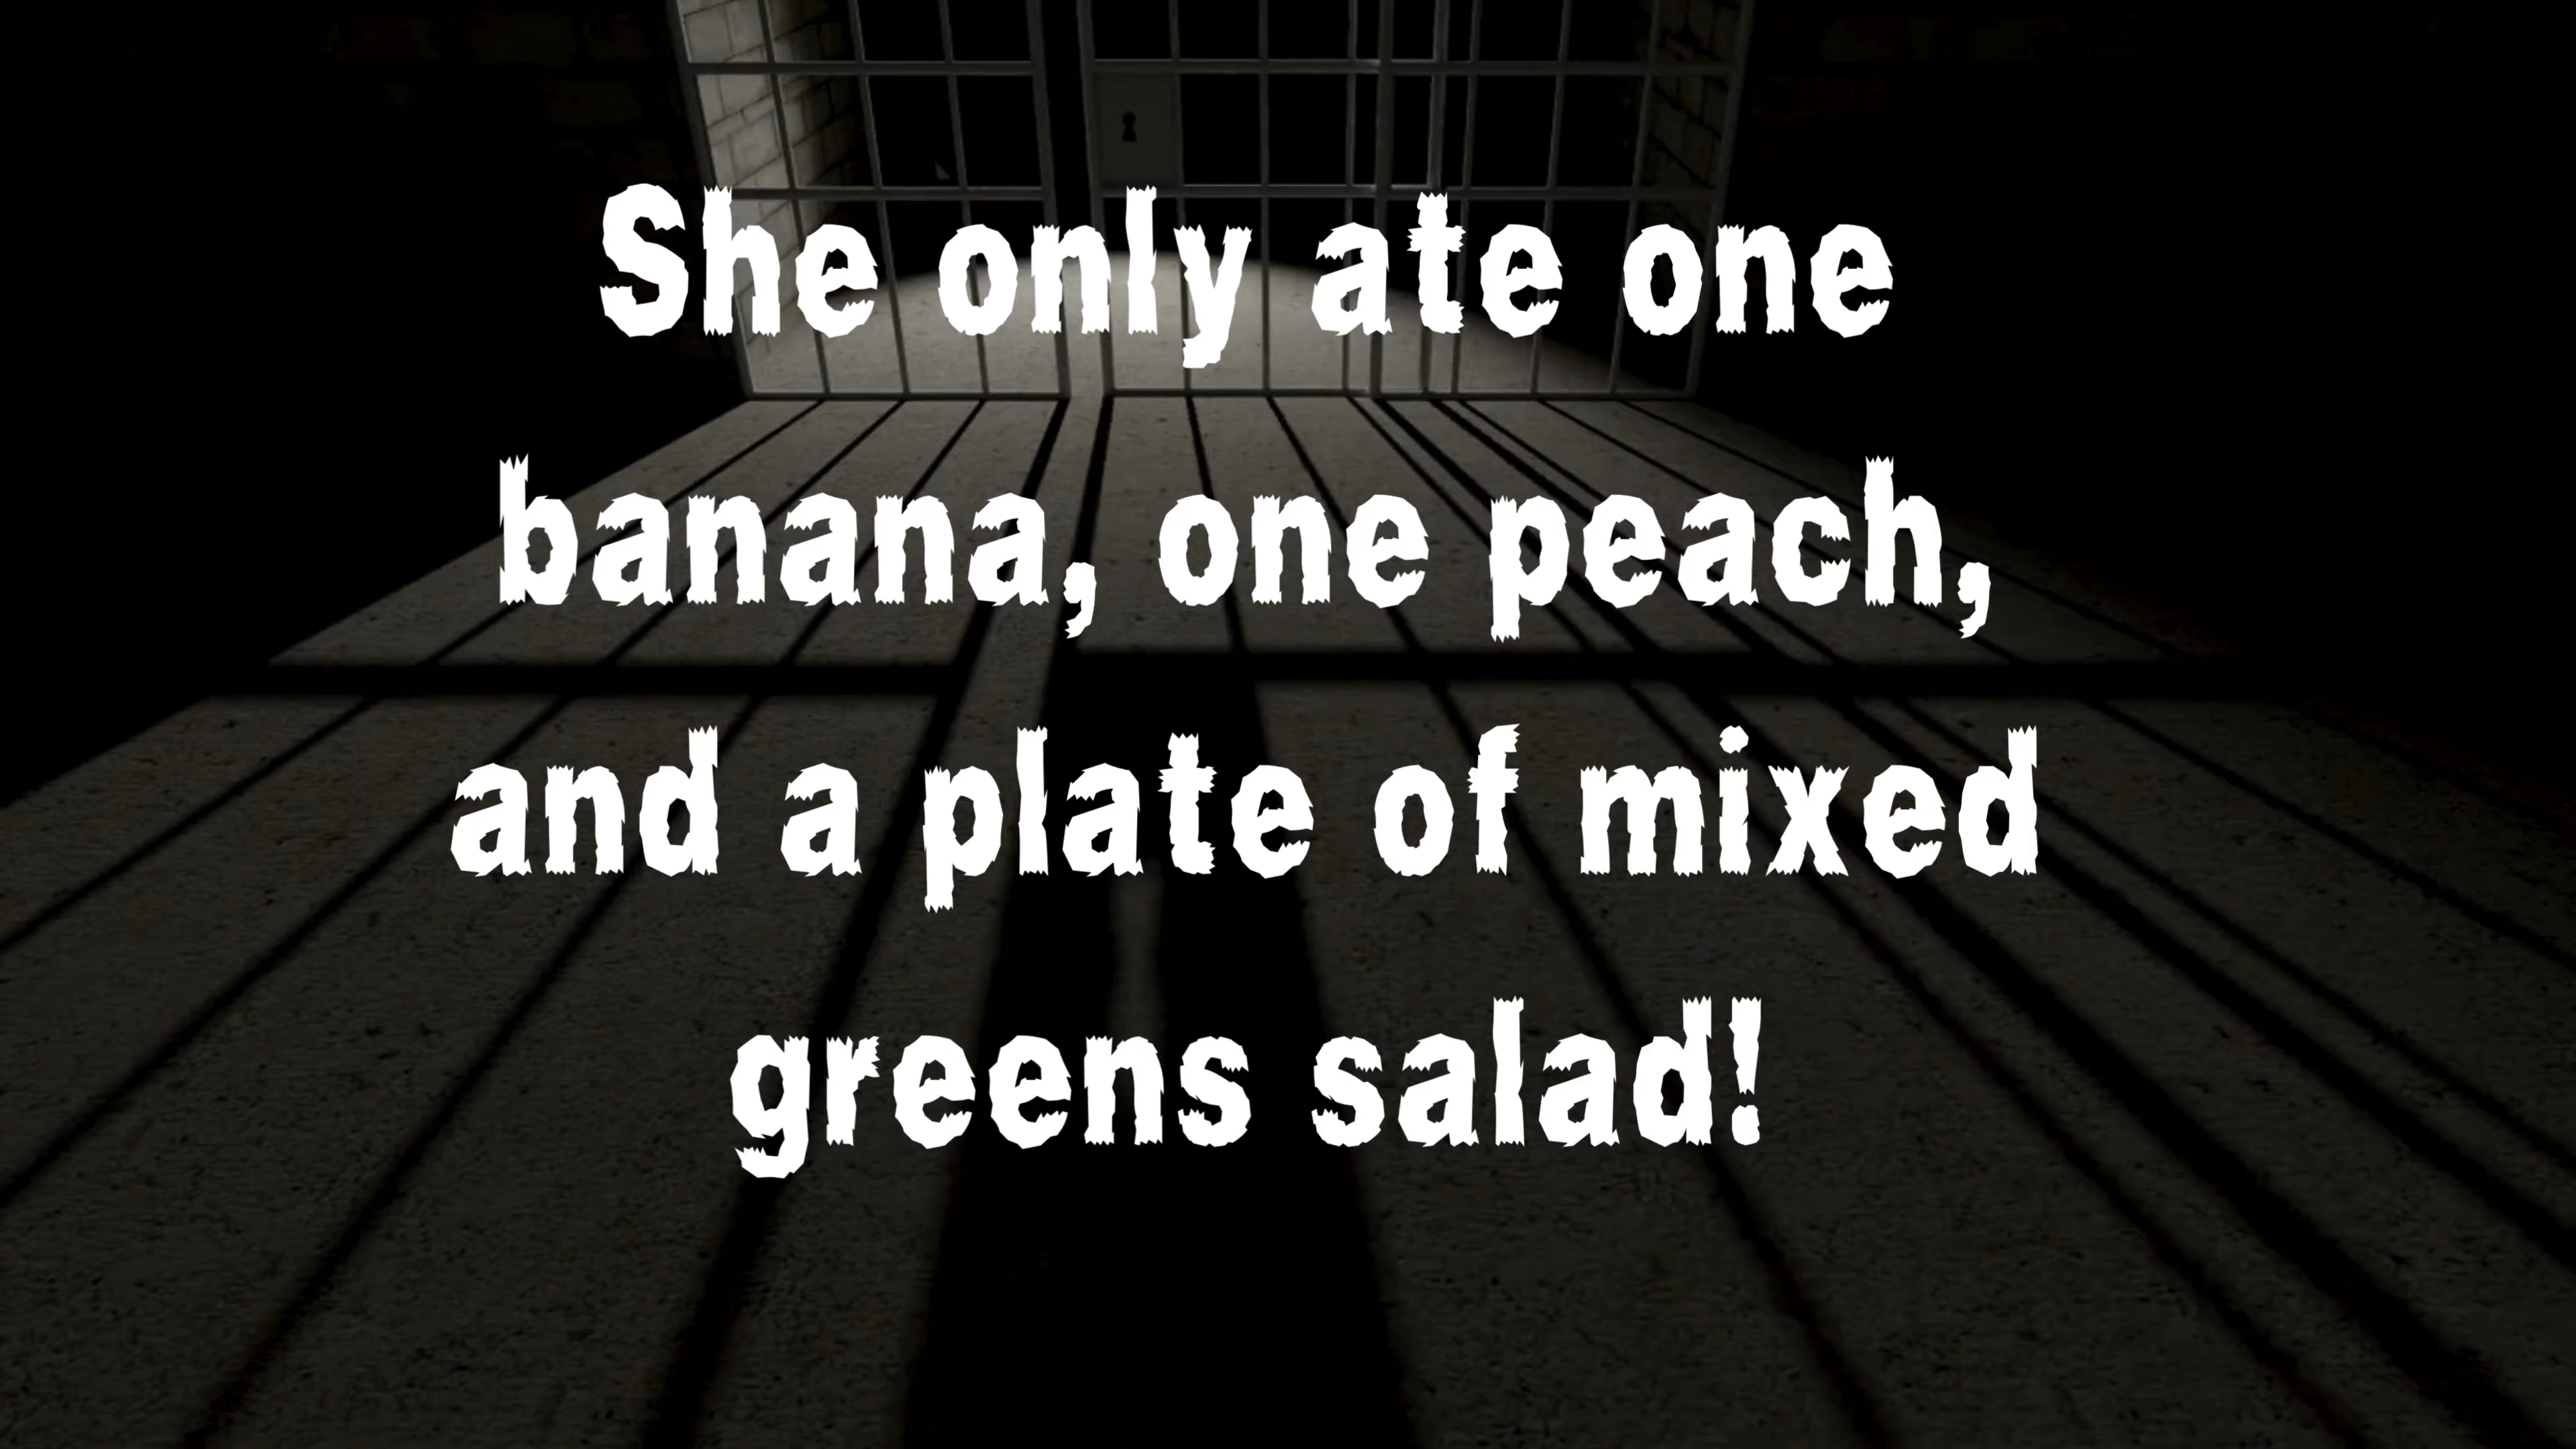 She only ate one
banana, one peach,
and a plate of mixed
greens salad!